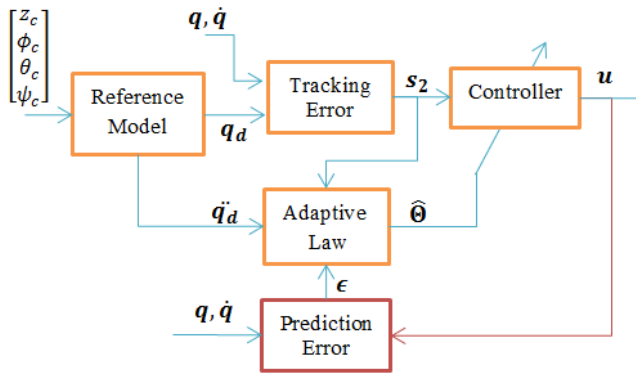 z_c
ϕ_c
θ_c
ψ_c
q, q̇
Reference
Model
q_d
Tracking
Error
s_2
Controller
u
q̈_d
Adaptive
Law
Θ̂
ϵ
q, q̇
Prediction
Error